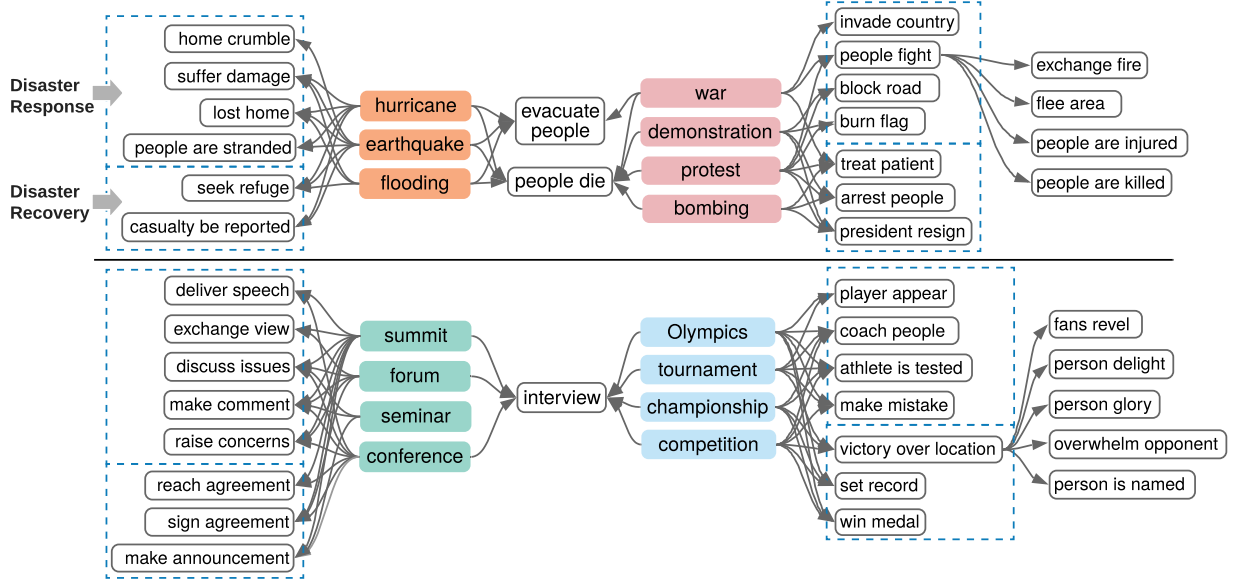 Disaster
Response
Disaster
Recovery
home crumble
suffer damage
lost home
people are stranded
seek refuge
casualty be reported
hurricane
earthquake
flooding
evacuate
people
people die
war
demonstration
protest
bombing
invade country
people fight
block road
burn flag
treat patient
arrest people
president resign
exchange fire
flee area
people are injured
people are killed
deliver speech
exchange view
discuss issues
make comment
raise concerns
reach agreement
sign agreement
make announcement
summit
forum
seminar
conference
interview
Olympics
tournament
championship
competition
player appear
coach people
athlete is tested
make mistake
victory over location
set record
win medal
fans revel
person delight
person glory
overwhelm opponent
person is named